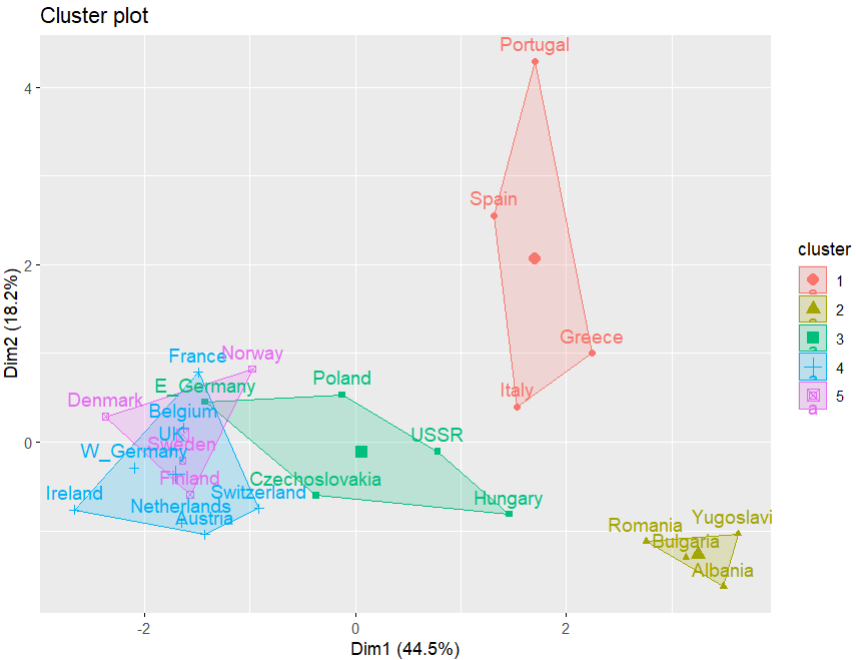 Cluster plot
Portugal
4
Spain
2
cluster
1
2
3
4
a
5
Dim2 (18.2%)
Greece
France
Norway
E_Germany
Poland
Italy
Denmark
Belgium
UK
USSR
0
Sweden
W_Germany
Finland
Czechoslovakia
Ireland
Switzerland
Hungary
Netherlands
Austria
Romania
Yugoslavi
Bulgaria
Albania
-2
0
2
Dim1 (44.5%)